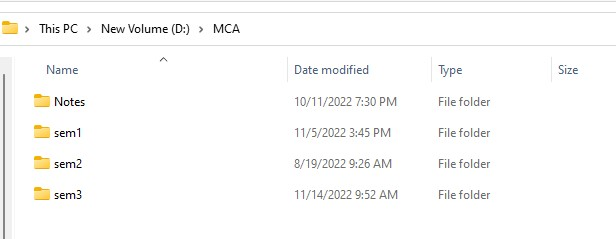 This PC > New Volume (D:) > MCA
Name Date modified Type Size
Notes 10/11/2022 7:30 PM File folder
sem1 11/5/2022 3:45 PM File folder
sem2 8/19/2022 9:26 AM File folder
sem3 11/14/2022 9:52 AM File folder